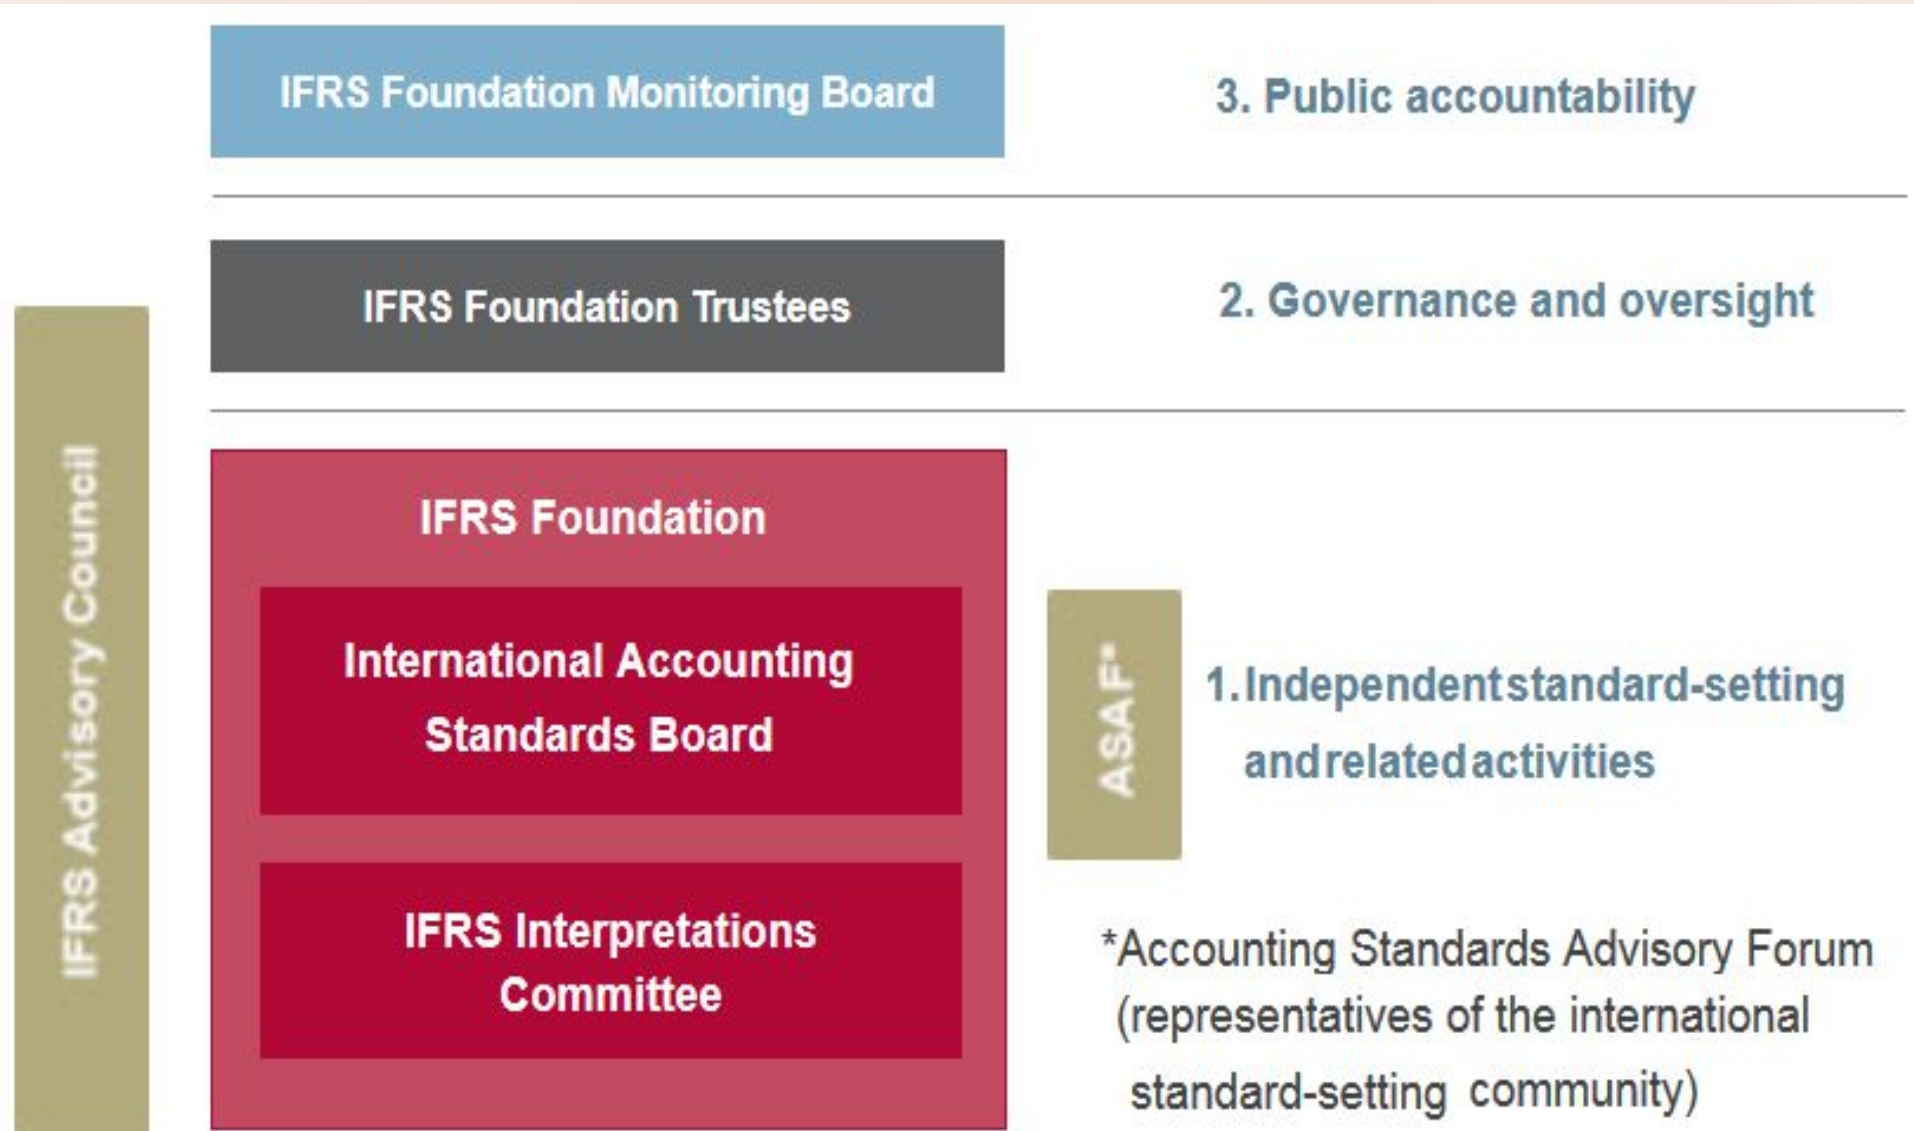 IFRS Foundation Monitoring Board
3. Public accountability
IFRS Foundation Trustees
2. Governance and oversight
IFRS Advisory Council
IFRS Foundation
International Accounting
Standards Board
IFRS Interpretations
Committee
ASAF*
1. Independent standard-setting
and related activities
*Accounting Standards Advisory Forum
(representatives of the international
standard-setting community)